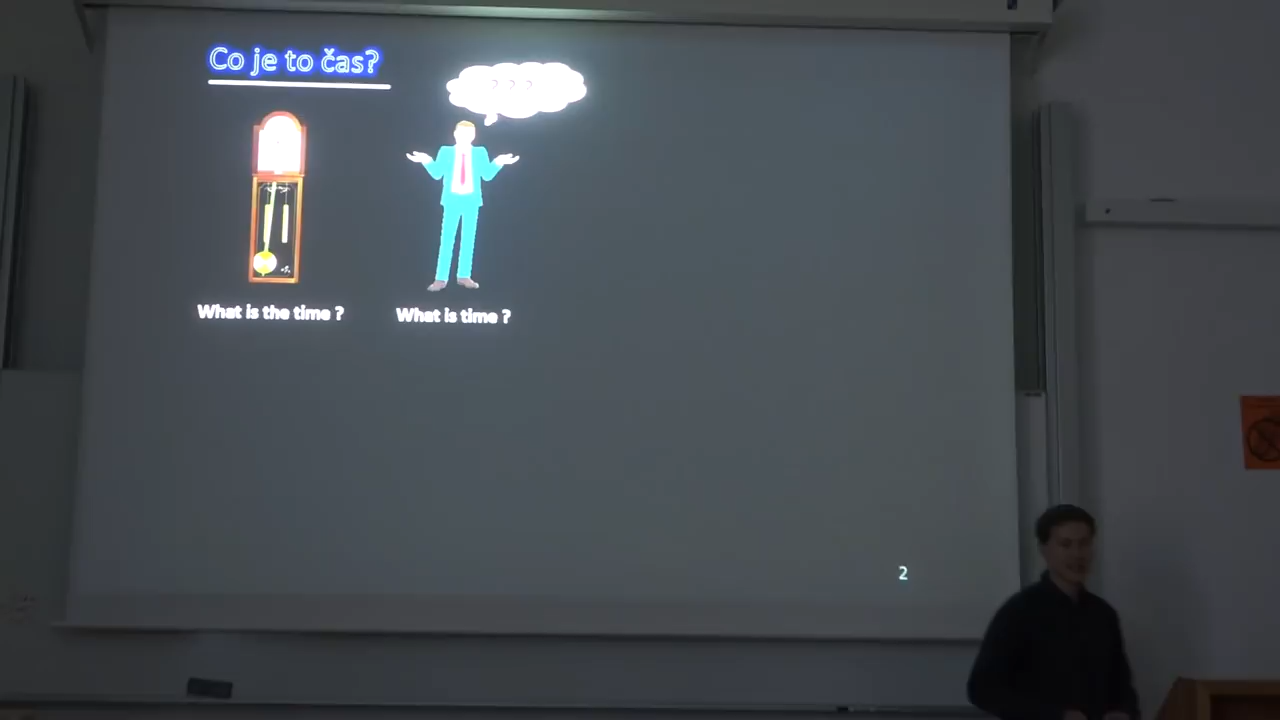 Co je to čas?
? ? ?
What is the time ?
What is time ?
2